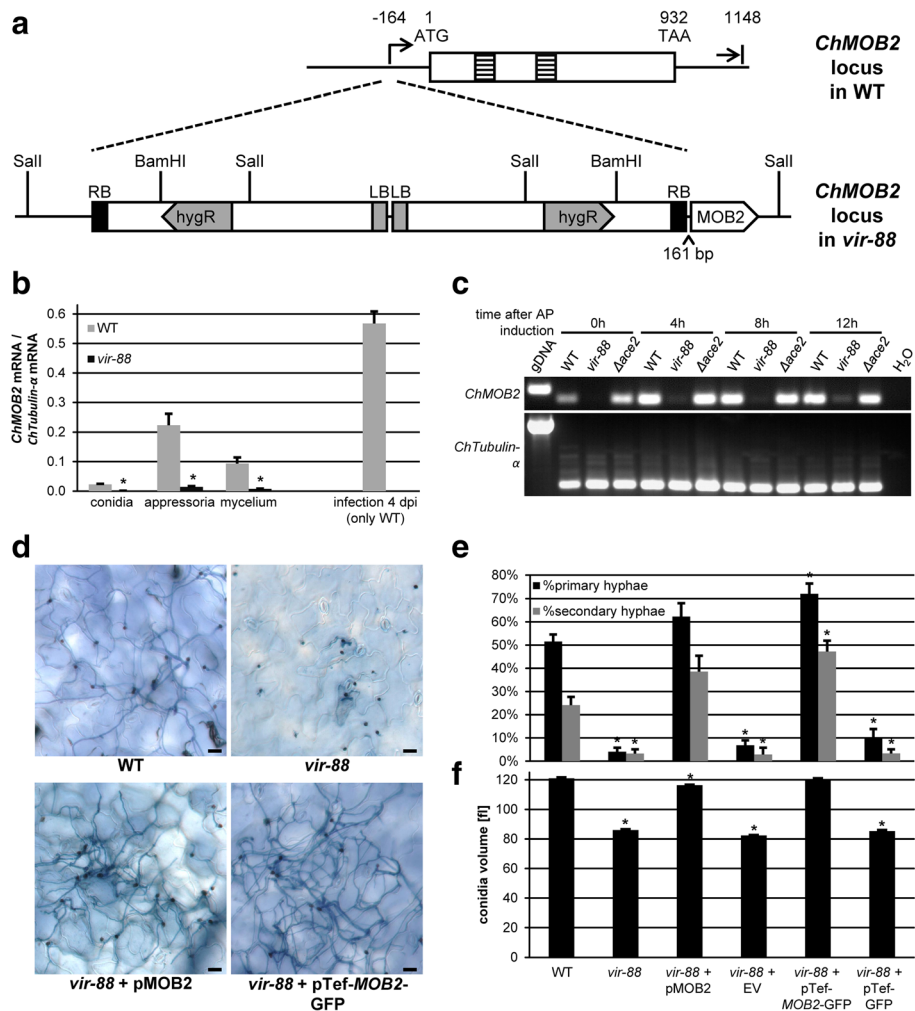 a
-164 1 932 1148
ATG TAA
ChMOB2
locus
in WT
SalI BamHI SalI SalI BamHI SalI
RB LB LB RB
hygR hygR MOB2
161 bp
ChMOB2
locus
in vir-88
b
ChMOB2 mRNA /
ChTubulin-α mRNA
0.6
0.5
0.4
0.3
0.2
0.1
0.0
WT
vir-88
* * *
conidia appressoria mycelium infection 4 dpi
(only WT)
c
time after AP
induction
0h 4h 8h 12h
gDNA WT vir-88 Δace2 WT vir-88 Δace2 WT vir-88 Δace2 WT vir-88 Δace2 H2O
ChMOB2
ChTubulin-
α
d
WT vir-88
vir-88 + pMOB2 vir-88 + pTef-MOB2-
GFP
e
80%
70%
60%
50%
40%
30%
20%
10%
0%
%primary hyphae
%secondary hyphae
* * * * * * * *
f
conidia volume [fl]
120
100
80
60
40
20
0
* * * *
WT vir-88 vir-88 + pMOB2 vir-88 + EV vir-88 + pTef-MOB2-GFP vir-88 + pTef-GFP